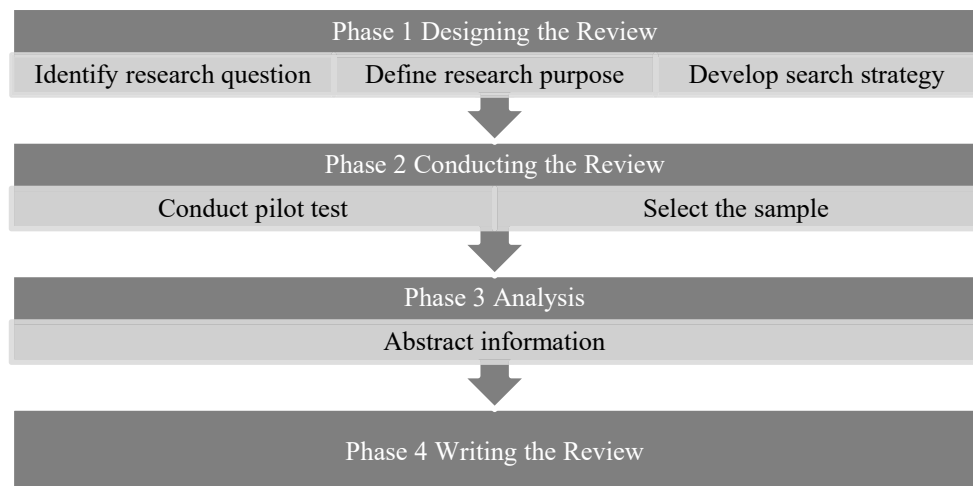 Phase 1 Designing the Review
Identify research question
Define research purpose
Develop search strategy
Phase 2 Conducting the Review
Conduct pilot test
Select the sample
Phase 3 Analysis
Abstract information
Phase 4 Writing the Review